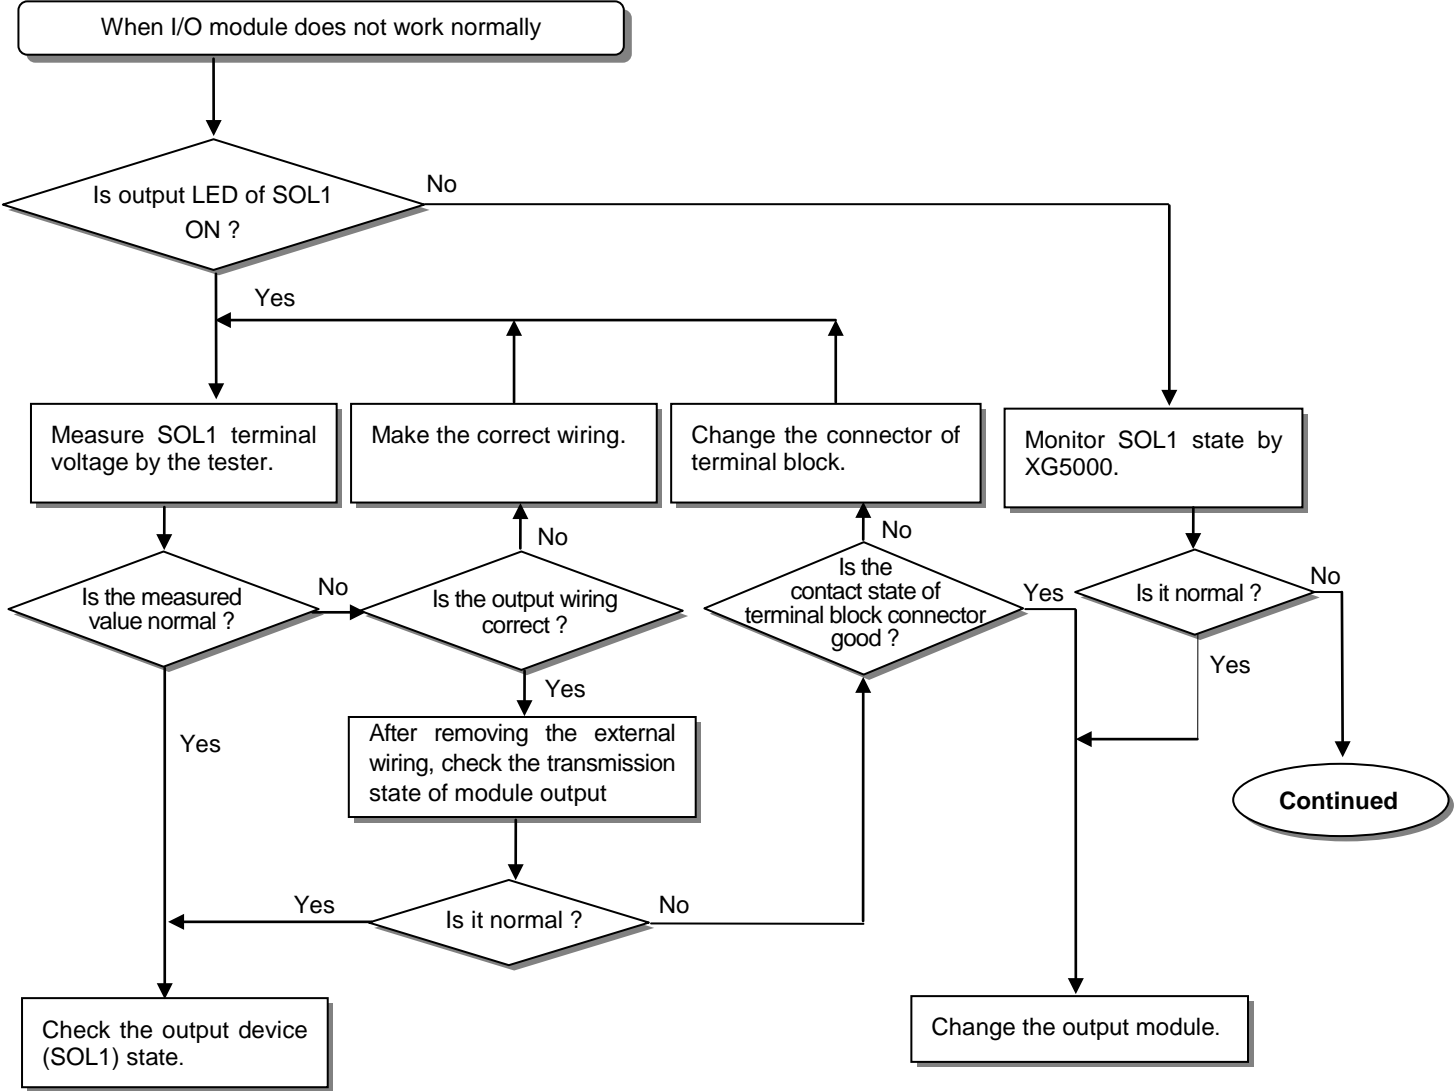 When I/O module does not work normally
Is output LED of SOL1
ON ?
No
Yes
Measure SOL1 terminal
voltage by the tester.
Make the correct wiring.
Change the connector of
terminal block.
Monitor SOL1 state by
XG5000.
No
No
Is the measured
value normal ?
No
Is the output wiring
correct ?
Is the
contact state of
terminal block connector
good ?
Yes
Is it normal ?
No
Yes
Yes
Yes
After removing the external
wiring, check the transmission
state of module output
Continued
Yes
Is it normal ?
No
Check the output device
(SOL1) state.
Change the output module.